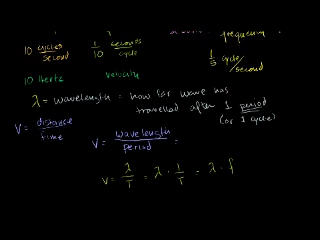 frequency
10 cycles/second 1/10 seconds/cycle 1/5 cycle/second
10 Hertz velocity
λ = wavelength = how far wave has travelled after 1 period
(or 1 cycle)
V = distance/time V = wavelength/period =
v = λ/T = λ · 1/T = λ · f